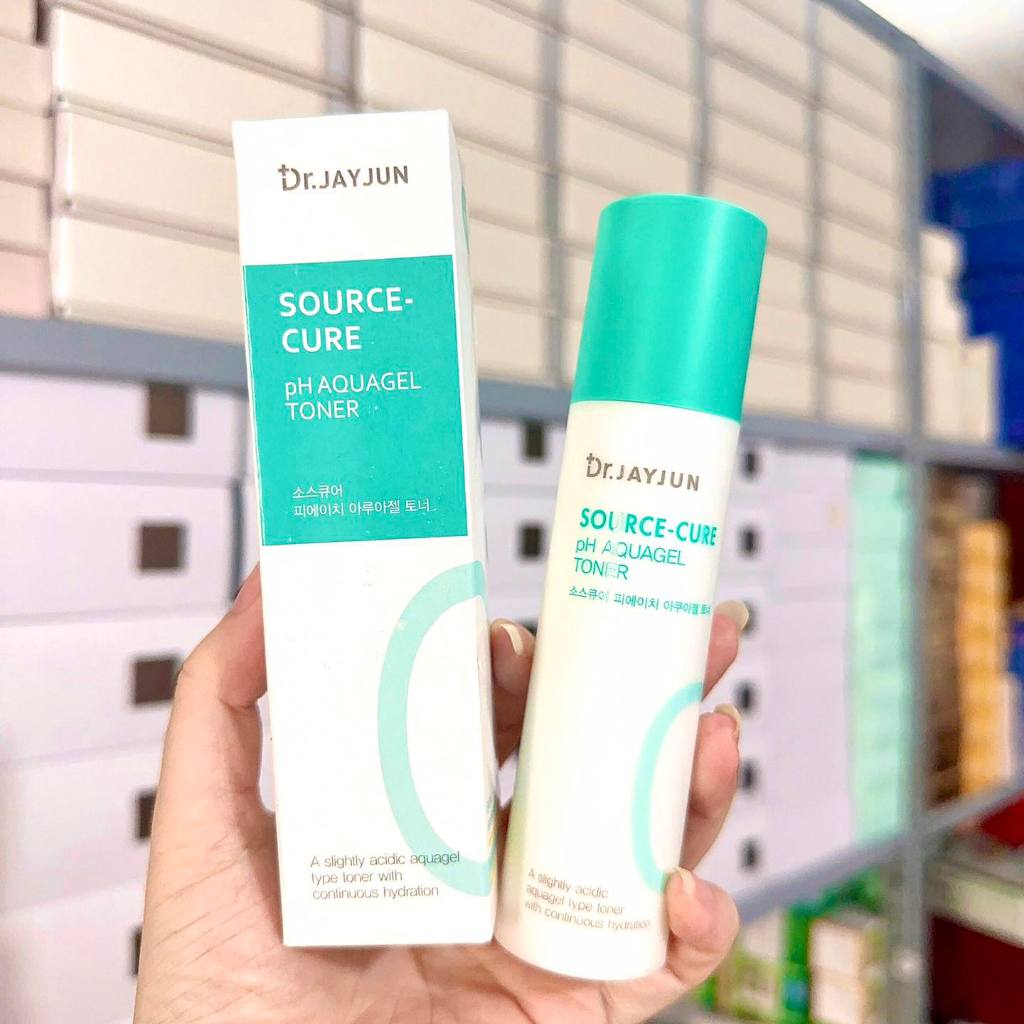 Dr.JAYJUN
SOURCE-
CURE
pH AQUAGEL
TONER
소스큐어
피에이치 아루아젤 토너
A slightly acidic aquagel
type toner with
continuous hydration
Dr.JAYJUN
SOURCE-CURE
pH AQUAGEL
TONER
소스큐어 피에이치 아쿠아젤 토너
A slightly acidic
aquagel type toner
with continuous hydration